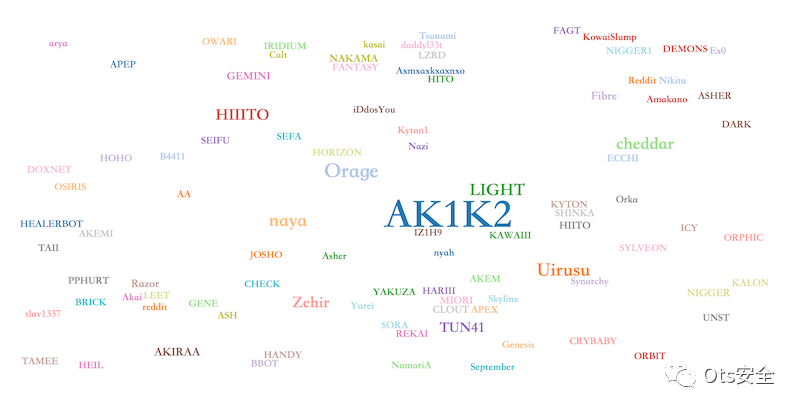 FAGT
KowaiSlump
arya
OWARI
IRIDIUM
kasai
Tsunami
daddyl33t
NIGGER1
DEMONS
Ex0
Cult
NAKAMA
LZRD
APEP
FANTASY
Axmxaxkxaxnxo
GEMINI
HITO
Reddit
Nikita
Fibre
Amakano
ASHER
HIIITO
iDdosYou
DARK
Kyton1
SEIFU
SEFA
Nazi
cheddar
HOHO
B4411
HORIZON
ECCHI
DOXNET
Orage
OSIRIS
AA
LIGHT
Orka
KYTON
SHINKA
AK1K2
naya
HEALERBOT
HIITO
ICY
AKEMI
IZ1H9
KAWAIII
ORPHIC
TAII
JOSHO
Asher
nyah
SYLVEON
Uirusu
PPHURT
Razor
CHECK
AKEM
Synarchy
KALON
Akai
LEET
YAKUZA
HARIII
NIGGER
BRICK
reddit
GENE
Zehir
Yurei
MIORI
Skyline
slav1337
ASH
CLOUT
APEX
UNST
SORA
TUN41
REKAI
CRYBABY
Genesis
AKIRAA
HANDY
ORBIT
TAMEE
HEIL
BBOT
NamariA
September
Ots安全